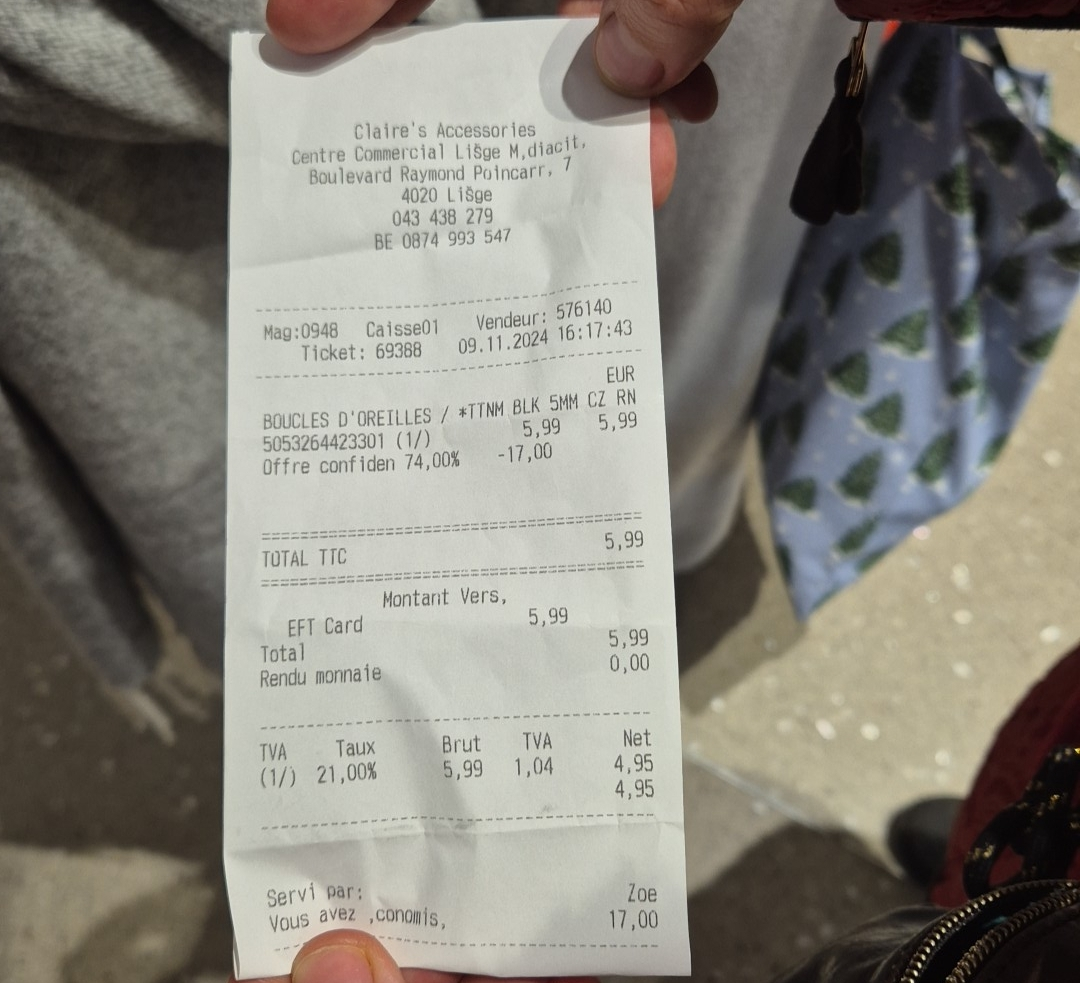 Claire's Accessories
Centre Commercial LiŠge M,diacit,
Boulevard Raymond Poincarr, 7
4020 LiŠge
043 438 279
BE 0874 993 547
Mag:0948 Caisse01 Vendeur: 576140
Ticket: 69368 09.11.2024 16:17:43
EUR
BOUCLES D'OREILLES / *TTNM BLK 5MM CZ RN
5053264423301 (1/) 5,99 5,99
Offre confiden 74,00% -17,00
TOTAL TTC 5,99
Montant Vers,
EFT Card 5,99
Total 5,99
Rendu monnaie 0,00
TVA Taux Brut TVA Net
(1/) 21,00% 5,99 1,04 4,95
4,95
Servi par: Zoe
Vous avez ,conomis, 17,00